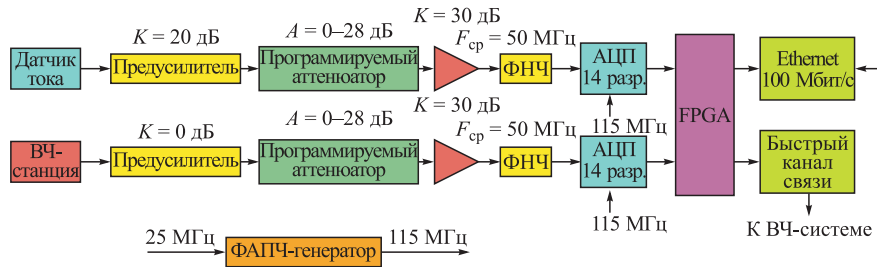 K = 20 дБ
A = 0–28 дБ
K = 30 дБ
Fср = 50 МГц
Датчик
тока
Предусилитель
Программируемый
аттенюатор
ФНЧ
АЦП
14 разр.
FPGA
Ethernet
100 Мбит/с
115 МГц
K = 0 дБ
A = 0–28 дБ
K = 30 дБ
Fср = 50 МГц
ВЧ-
станция
Предусилитель
Программируемый
аттенюатор
ФНЧ
АЦП
14 разр.
Быстрый
канал
связи
115 МГц
К ВЧ-системе
25 МГц
ФАПЧ-генератор
115 МГц